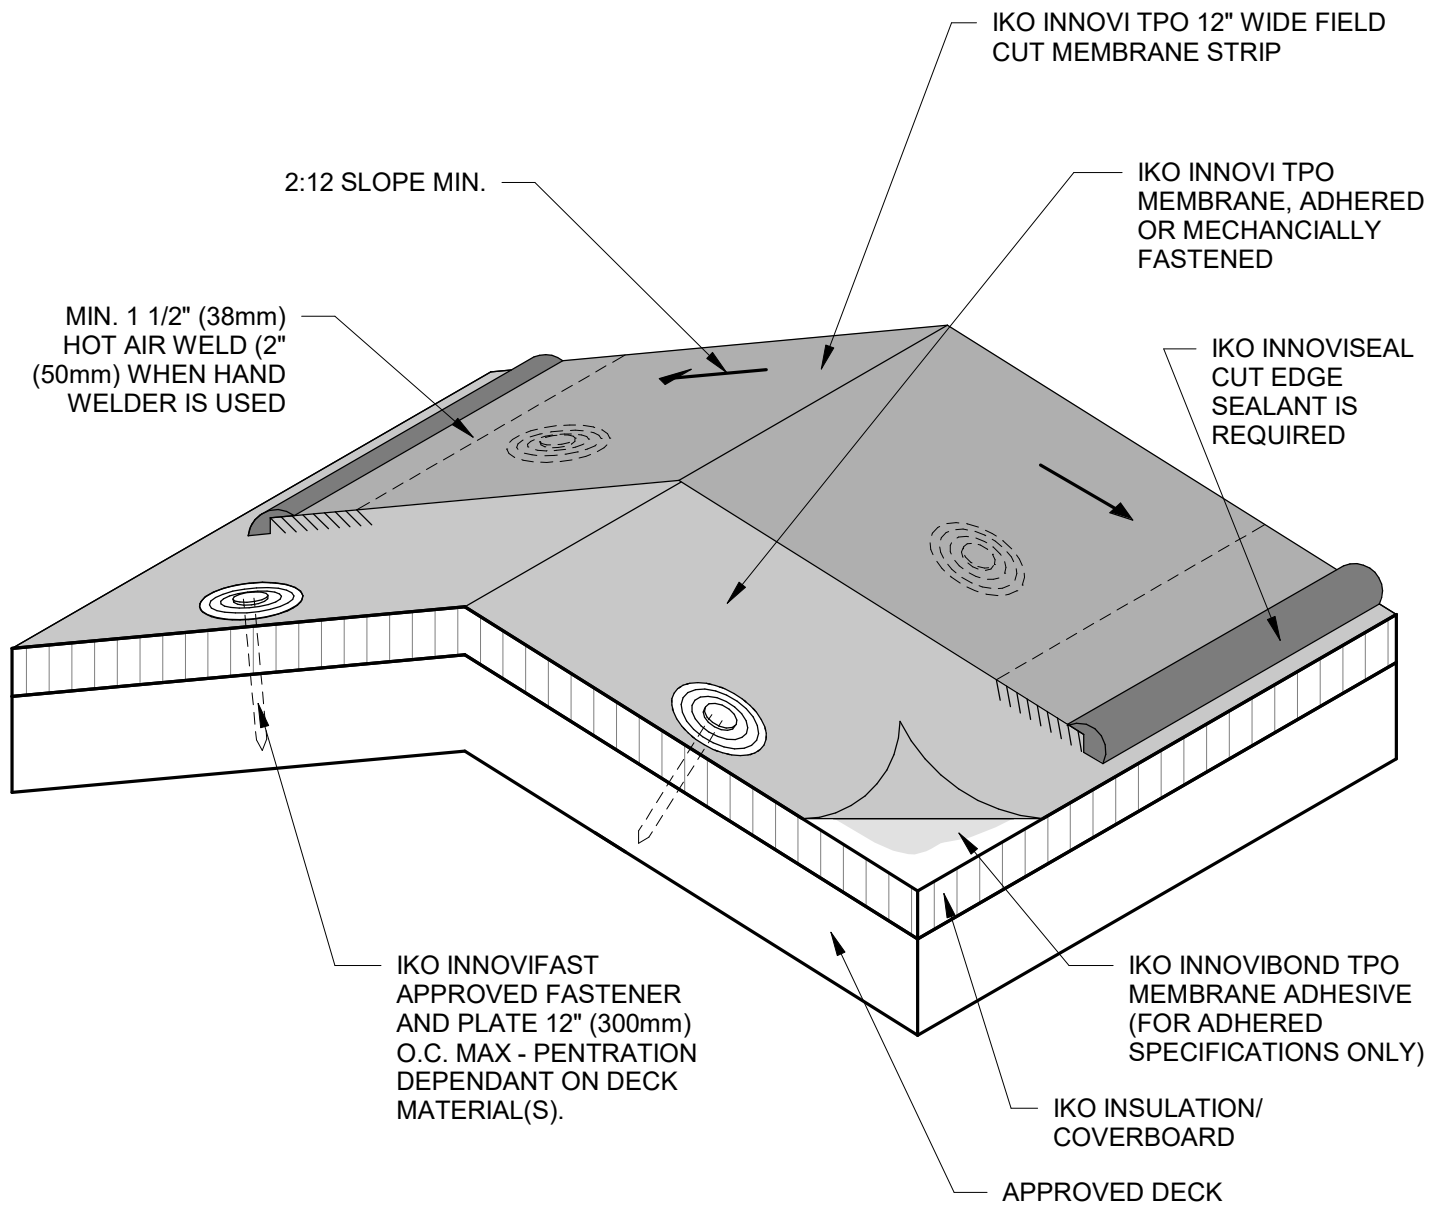 IKO INNOVI TPO 12" WIDE FIELD
CUT MEMBRANE STRIP
2:12 SLOPE MIN.
IKO INNOVI TPO
MEMBRANE, ADHERED
OR MECHANCIALLY
FASTENED
MIN. 1 1/2" (38mm)
HOT AIR WELD (2"
(50mm) WHEN HAND
WELDER IS USED
IKO INNOVISEAL
CUT EDGE
SEALANT IS
REQUIRED
IKO INNOVIFAST
APPROVED FASTENER
AND PLATE 12" (300mm)
O.C. MAX - PENTRATION
DEPENDANT ON DECK
MATERIAL(S).
IKO INNOVIBOND TPO
MEMBRANE ADHESIVE
(FOR ADHERED
SPECIFICATIONS ONLY)
IKO INSULATION/
COVERBOARD
APPROVED DECK